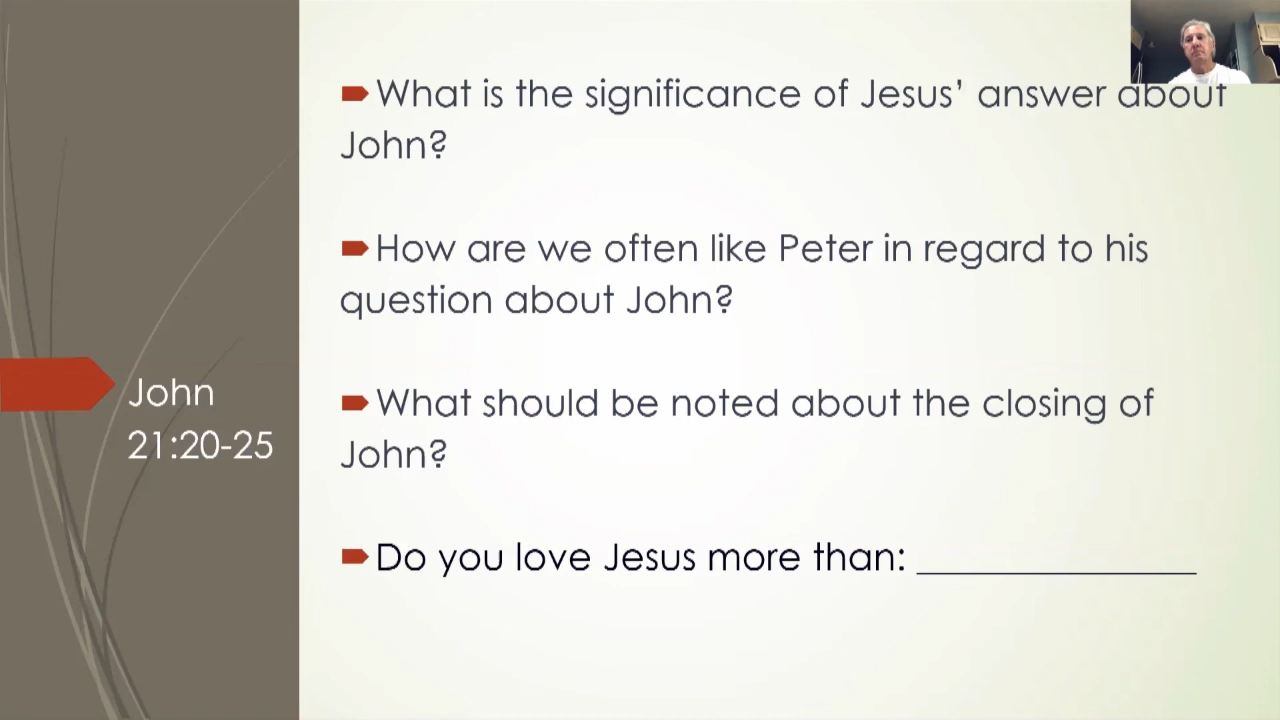 What is the significance of Jesus’ answer about
John?
How are we often like Peter in regard to his
question about John?
John
21:20-25
What should be noted about the closing of
John?
Do you love Jesus more than: _______________